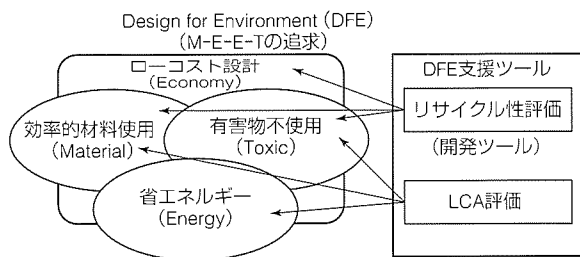 Design for Environment (DFE)
(M-E-E-Tの追求)
ローコスト設計
(Economy)
効率的材料使用
(Material)
有害物不使用
(Toxic)
省エネルギー
(Energy)
DFE支援ツール
リサイクル性評価
(開発ツール)
LCA評価